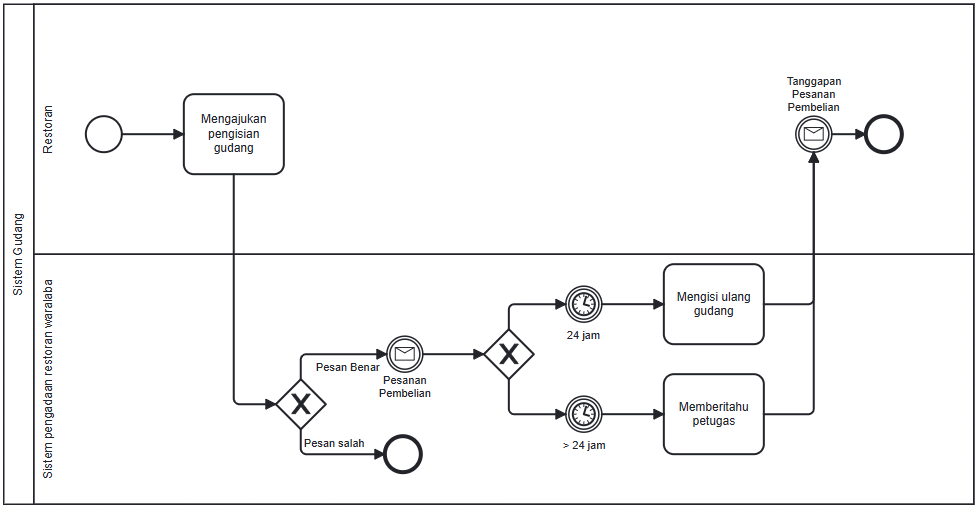 Sistem Gudang
Restoran
Mengajukan
pengisian
gudang
Tanggapan
Pesanan
Pembelian
Sistem pengadaan restoran waralaba
Pesan Benar
Pesanan
Pembelian
Pesan salah
24 jam
Mengisi ulang
gudang
> 24 jam
Memberitahu
petugas